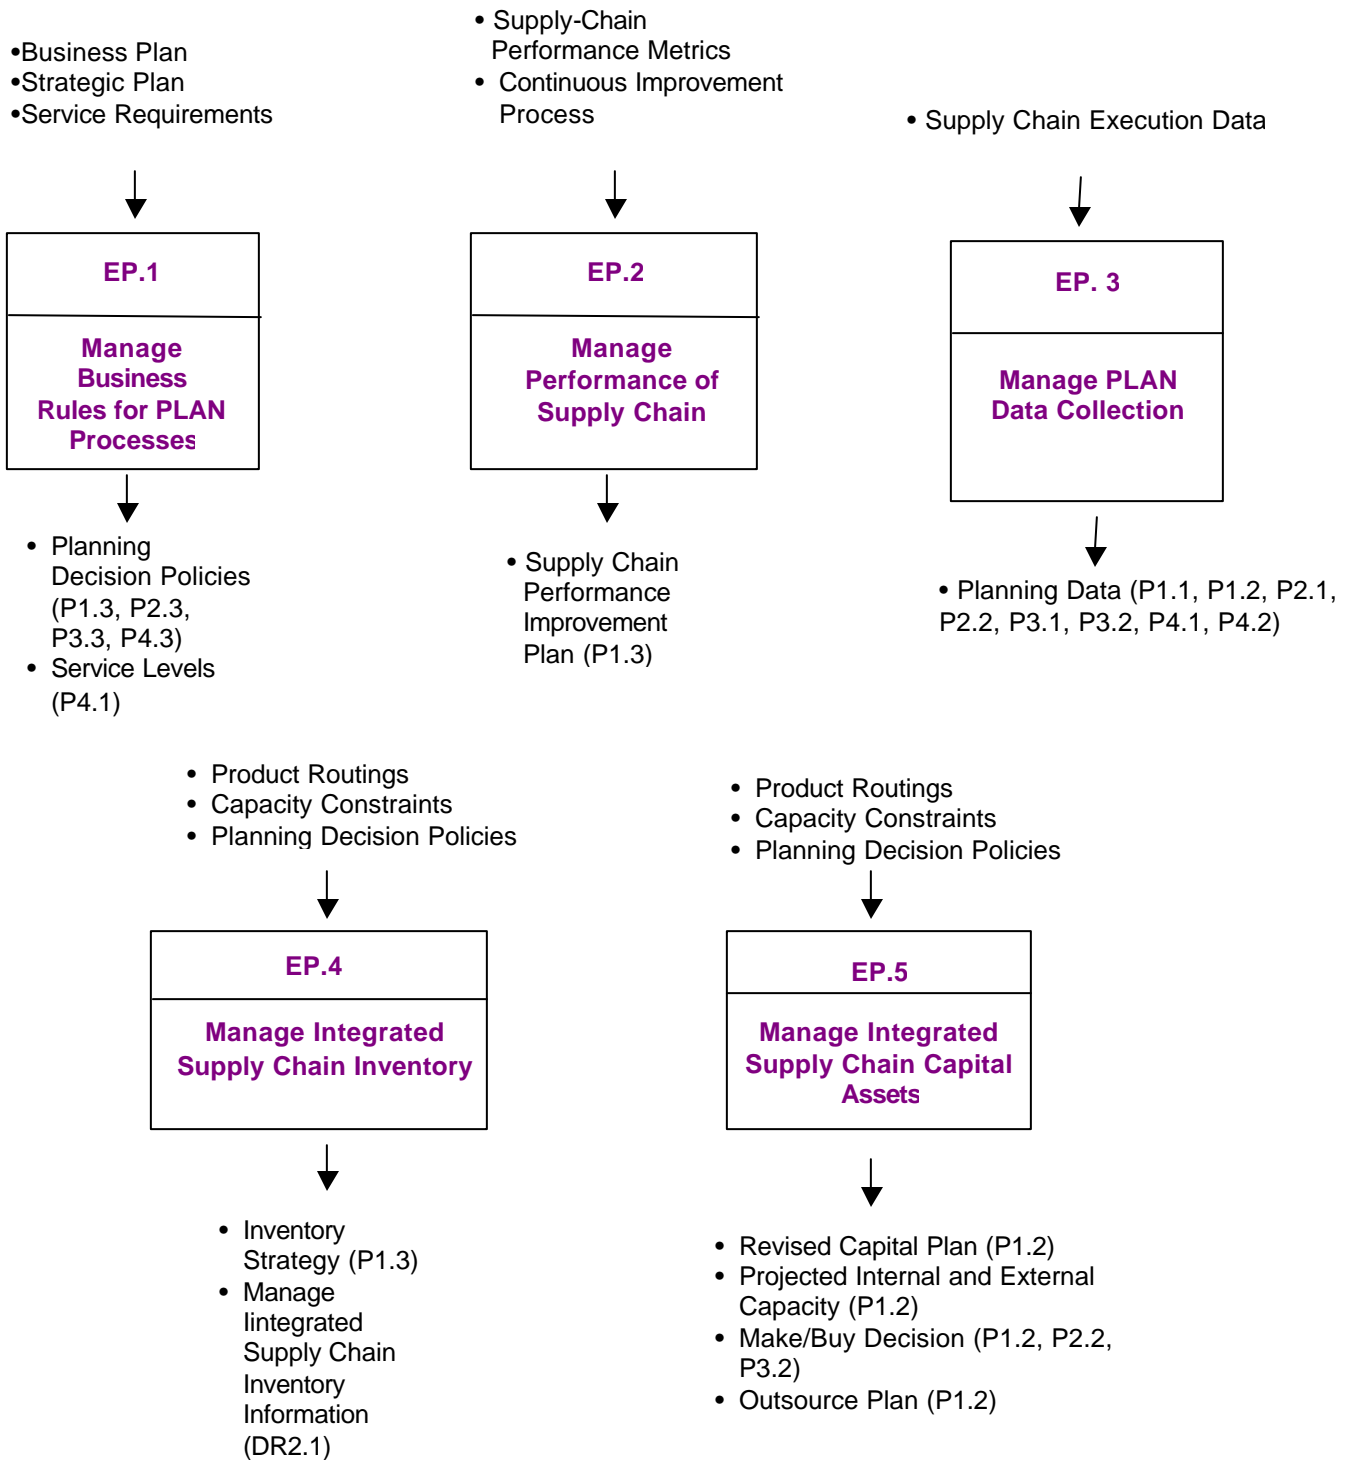 •Business Plan
•Strategic Plan
•Service Requirements
• Supply-Chain
Performance Metrics
• Continuous Improvement
Process
• Supply Chain Execution Data
EP.1
Manage
Business
Rules for PLAN
Processes
EP.2
Manage
Performance of
Supply Chain
EP. 3
Manage PLAN
Data Collection
• Planning
Decision Policies
(P1.3, P2.3,
P3.3, P4.3)
• Service Levels
(P4.1)
• Supply Chain
Performance
Improvement
Plan (P1.3)
• Planning Data (P1.1, P1.2, P2.1,
P2.2, P3.1, P3.2, P4.1, P4.2)
• Product Routings
• Capacity Constraints
• Planning Decision Policies
• Product Routings
• Capacity Constraints
• Planning Decision Policies
EP.4
Manage Integrated
Supply Chain Inventory
EP.5
Manage Integrated
Supply Chain Capital
Assets
• Inventory
Strategy (P1.3)
• Manage
Iintegrated
Supply Chain
Inventory
Information
(DR2.1)
• Revised Capital Plan (P1.2)
• Projected Internal and External
Capacity (P1.2)
• Make/Buy Decision (P1.2, P2.2,
P3.2)
• Outsource Plan (P1.2)